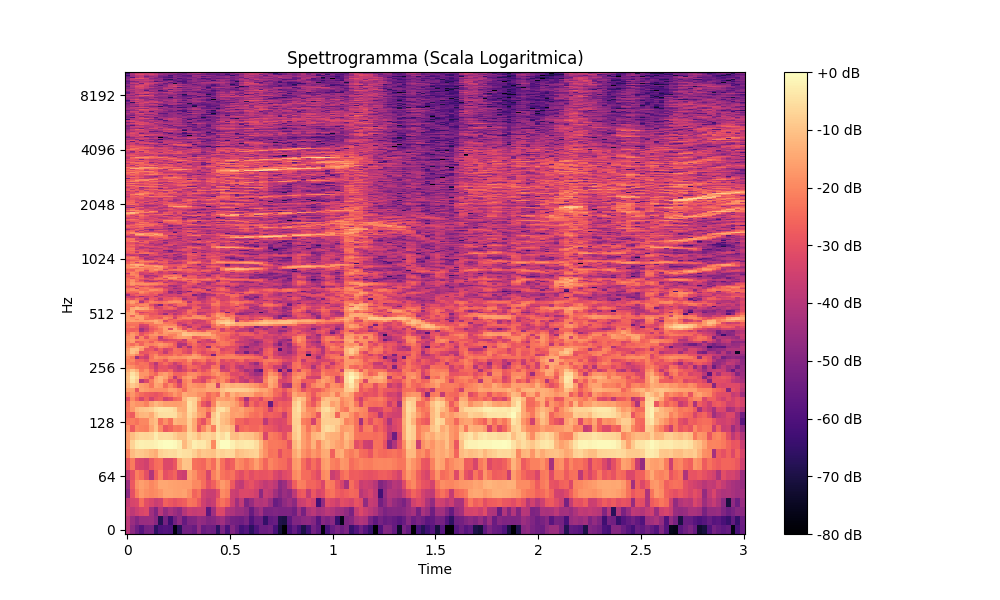 Spettrogramma (Scala Logaritmica)
8192
4096
2048
1024
512
256
128
64
0
Hz
0
0.5
1
1.5
2
2.5
3
Time
+0 dB
-10 dB
-20 dB
-30 dB
-40 dB
-50 dB
-60 dB
-70 dB
-80 dB